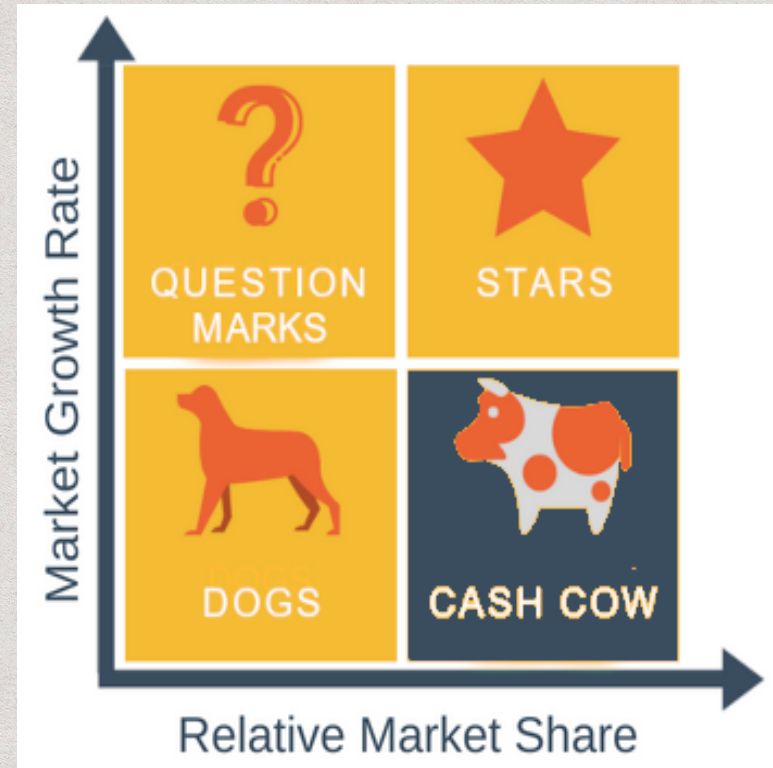 Market Growth Rate
QUESTION
MARKS
STARS
DOGS
CASH COW
Relative Market Share